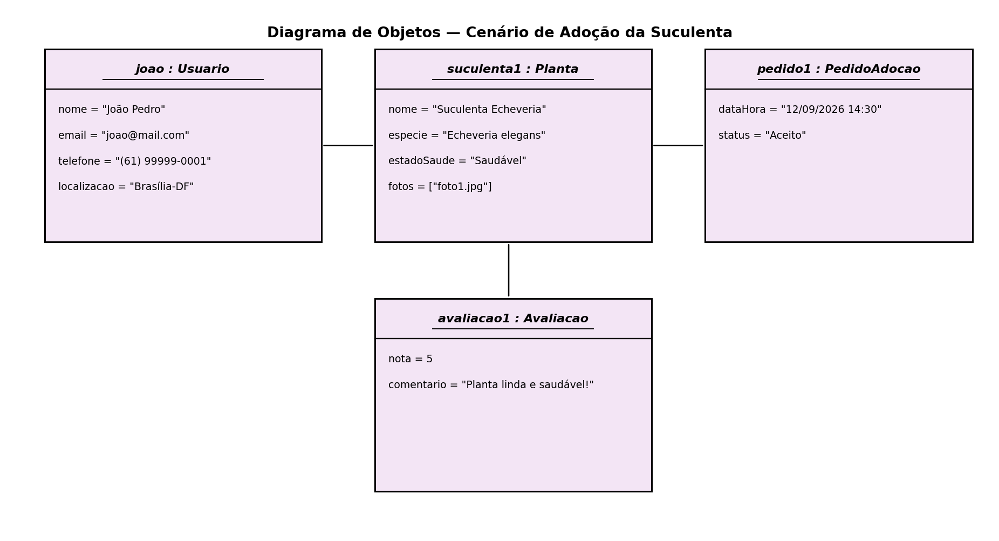 Diagrama de Objetos — Cenário de Adoção da Suculenta
joao : Usuario
nome = "João Pedro"
email = "joao@mail.com"
telefone = "(61) 99999-0001"
localizacao = "Brasília-DF"
suculenta1 : Planta
nome = "Suculenta Echeveria"
especie = "Echeveria elegans"
estadoSaude = "Saudável"
fotos = ["foto1.jpg"]
pedido1 : PedidoAdocao
dataHora = "12/09/2026 14:30"
status = "Aceito"
avaliacao1 : Avaliacao
nota = 5
comentario = "Planta linda e saudável!"